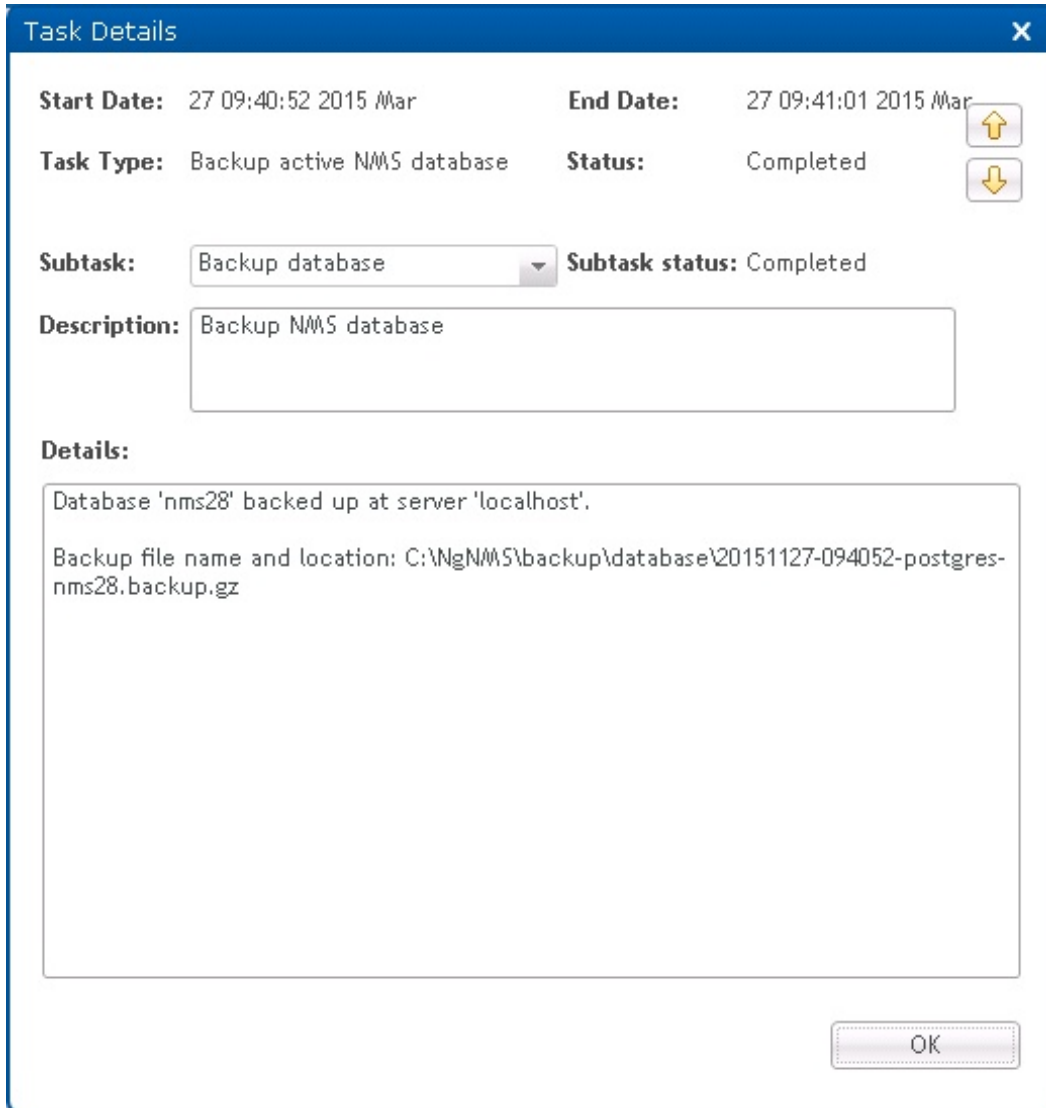 Task Details
Start Date: 27 09:40:52 2015 Mar End Date: 27 09:41:01 2015 Mar
Task Type: Backup active NMS database Status: Completed
Subtask: Backup database Subtask status: Completed
Description: Backup NMS database
Details:
Database 'nms28' backed up at server 'localhost'.
Backup file name and location: C:\NgNMS\backup\database\20151127-094052-postgres-
nms28.backup.gz
OK